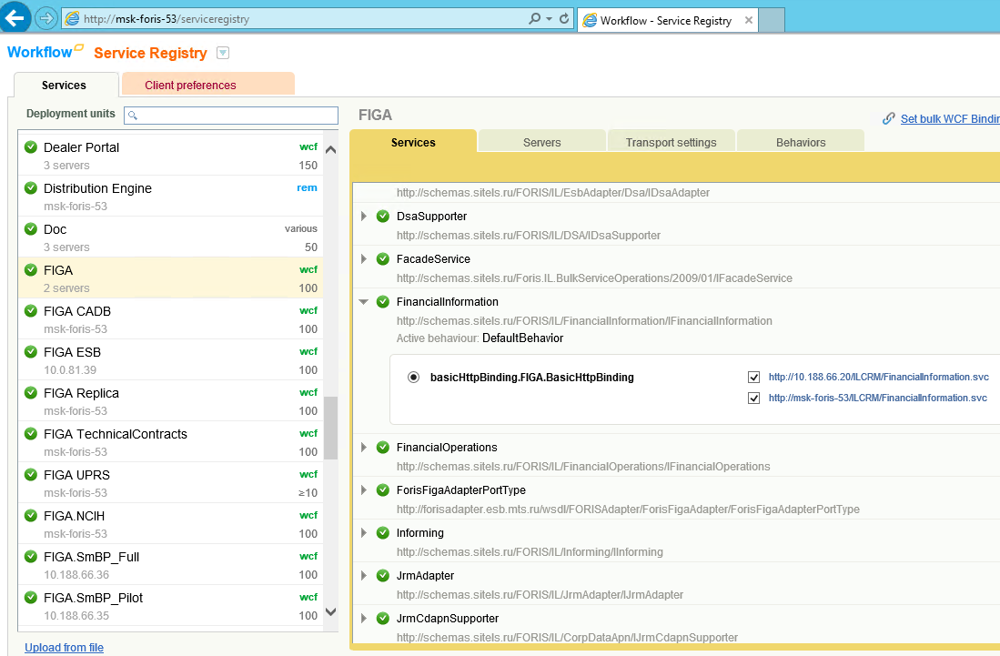 http://msk-foris-53/serviceregistry
Workflow - Service Registry
Workflow Service Registry
Services
Client preferences
Deployment units
Dealer Portal wcf
3 servers 150
Distribution Engine rem
msk-foris-53
Doc various
3 servers 50
FIGA wcf
2 servers 100
FIGA CADB wcf
msk-foris-53 100
FIGA ESB wcf
10.0.81.39 100
FIGA Replica wcf
msk-foris-53 100
FIGA TechnicalContracts wcf
msk-foris-53 100
FIGA UPRS wcf
msk-foris-53 ≥10
FIGA.NCIH wcf
msk-foris-53 100
FIGA.SmBP_Full wcf
10.188.66.36 100
FIGA.SmBP_Pilot wcf
10.188.66.35 100
Upload from file
FIGA
Set bulk WCF Bindin
Services
Servers
Transport settings
Behaviors
http://schemas.sitels.ru/FORIS/IL/EsbAdapter/Dsa/IDsaAdapter
DsaSupporter
http://schemas.sitels.ru/FORIS/IL/DSA/IDsaSupporter
FacadeService
http://schemas.sitels.ru/Foris.IL.BulkServiceOperations/2009/01/IFacadeService
FinancialInformation
http://schemas.sitels.ru/FORIS/IL/FinancialInformation/IFinancialInformation
Active behaviour: DefaultBehavior
basicHttpBinding.FIGA.BasicHttpBinding
http://10.188.66.20/ILCRM/FinancialInformation.svc
http://msk-foris-53/ILCRM/FinancialInformation.svc
FinancialOperations
http://schemas.sitels.ru/FORIS/IL/FinancialOperations/IFinancialOperations
ForisFigaAdapterPortType
http://forisadapter.esb.mts.ru/wsdl/FORISAdapter/ForisFigaAdapter/ForisFigaAdapterPortType
Informing
http://schemas.sitels.ru/FORIS/IL/Informing/IInforming
JrmAdapter
http://schemas.sitels.ru/FORIS/IL/JrmAdapter/IJrmAdapter
JrmCdapnSupporter
http://schemas.sitels.ru/FORIS/IL/CorpDataApn/IJrmCdapnSupporter